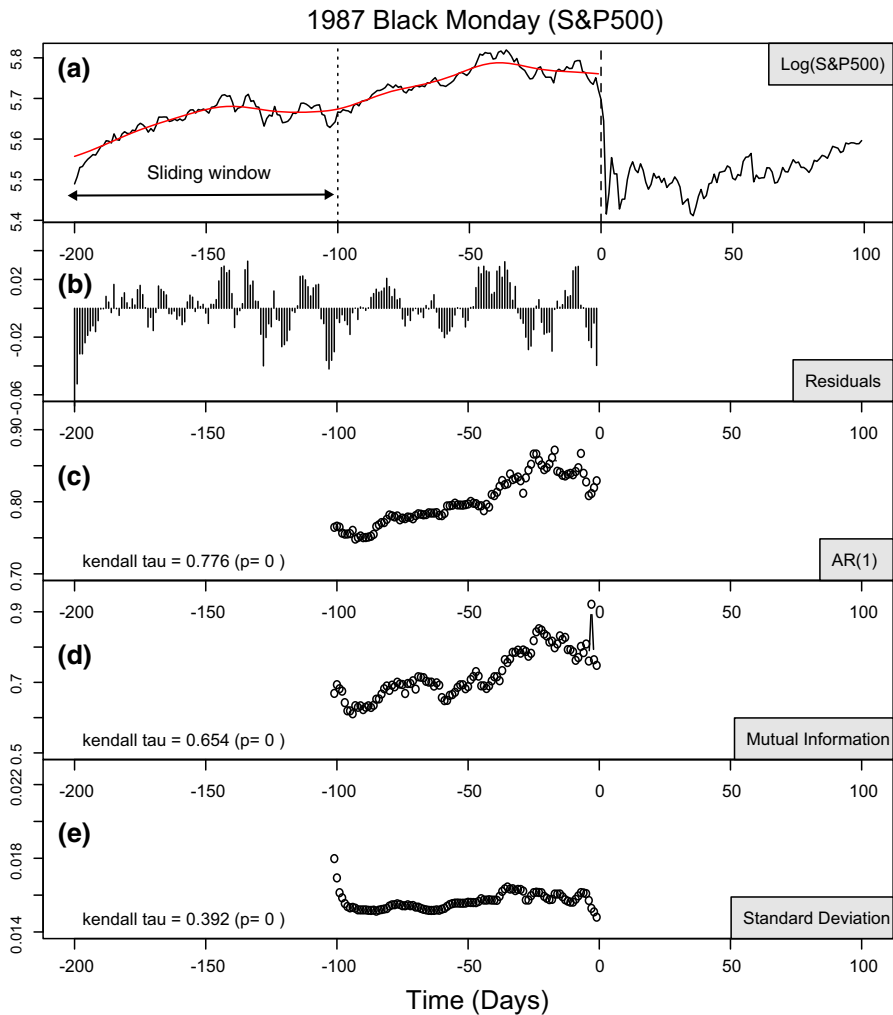 1987 Black Monday (S&P500)
(a)
Log(S&P500)
Sliding window
5.8
5.7
5.6
5.5
5.4
-200 -150 -100 -50 0 50 100
(b)
Residuals
0.02
-0.02
-0.06
-200 -150 -100 -50 0 50 100
(c)
0.90
0.80
0.70
kendall tau = 0.776 (p= 0 )
AR(1)
-200 -150 -100 -50 0 50 100
(d)
0.9
0.7
0.5
kendall tau = 0.654 (p= 0 )
Mutual Information
-200 -150 -100 -50 0 50 100
(e)
0.022
0.018
0.014
kendall tau = 0.392 (p= 0 )
Standard Deviation
-200 -150 -100 -50 0 50 100
Time (Days)